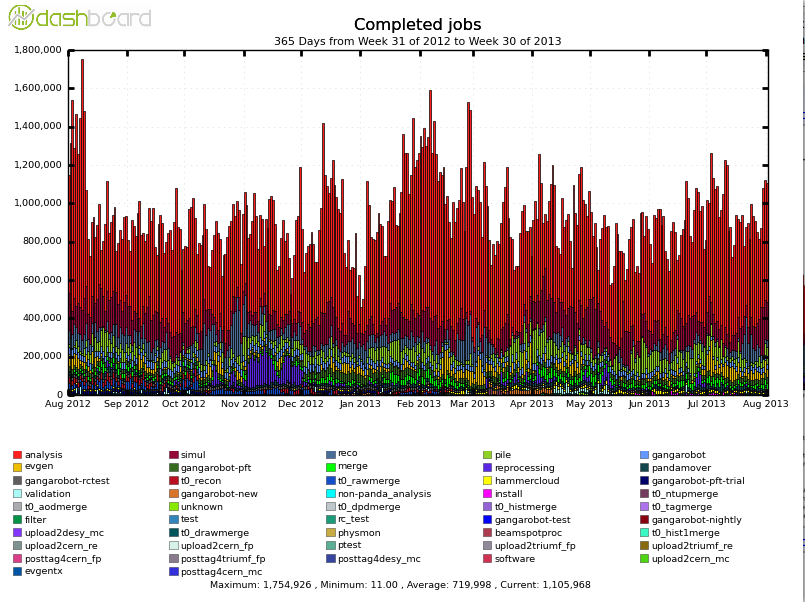 dashboard
Completed jobs
365 Days from Week 31 of 2012 to Week 30 of 2013
1,800,000
1,600,000
1,400,000
1,200,000
1,000,000
800,000
600,000
400,000
200,000
0
Aug 2012 Sep 2012 Oct 2012 Nov 2012 Dec 2012 Jan 2013 Feb 2013 Mar 2013 Apr 2013 May 2013 Jun 2013 Jul 2013 Aug 2013
analysis simul reco pile gangarobot
evgen gangarobot-pft merge reprocessing pandamover
gangarobot-rctest t0_recon t0_rawmerge hammercloud gangarobot-pft-trial
validation gangarobot-new non-panda_analysis install t0_ntupmerge
t0_aodmerge unknown t0_dpdmerge t0_histmerge t0_tagmerge
filter test rc_test gangarobot-test gangarobot-nightly
upload2desy_mc t0_drawmerge physmon beamspotproc t0_hist1merge
upload2cern_re upload2cern_fp ptest upload2triumf_fp upload2triumf_re
posttag4cern_fp posttag4triumf_fp posttag4desy_mc software upload2cern_mc
evgentx posttag4cern_mc
Maximum: 1,754,926 , Minimum: 11.00 , Average: 719,998 , Current: 1,105,968